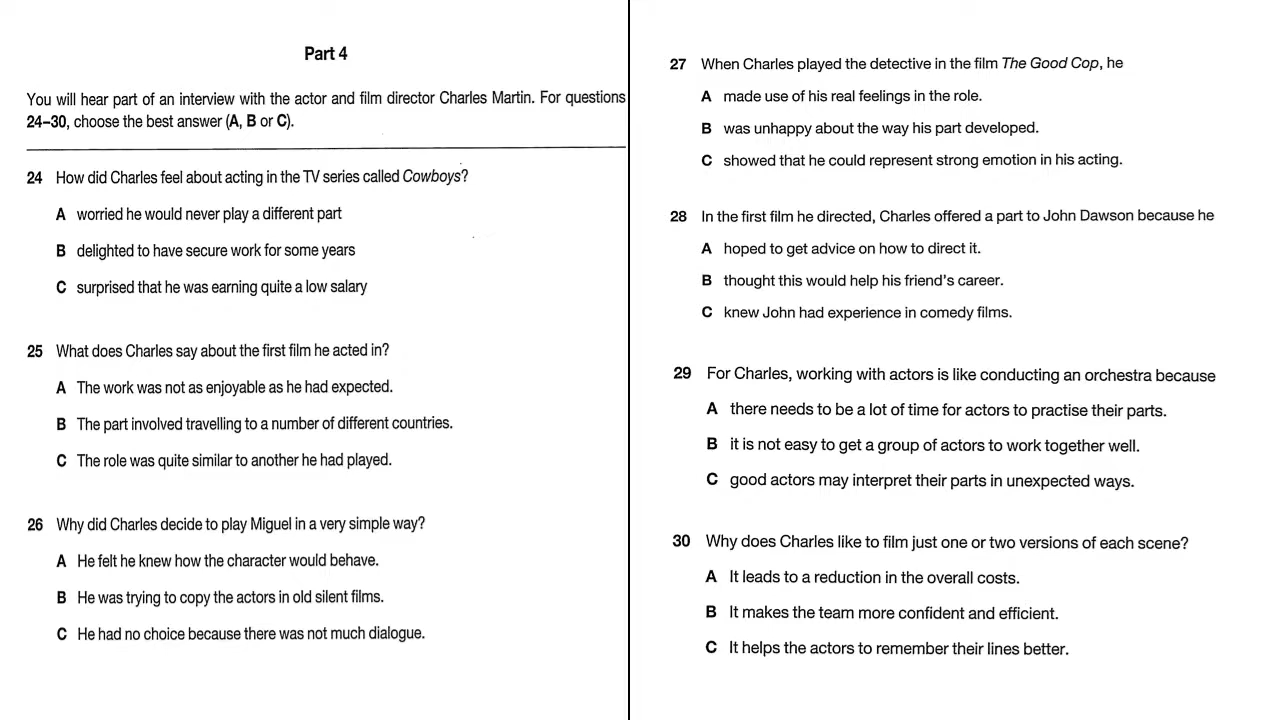 Part 4
You will hear part of an interview with the actor and film director Charles Martin. For questions
24–30, choose the best answer (A, B or C).
24 How did Charles feel about acting in the TV series called Cowboys?
A worried he would never play a different part
B delighted to have secure work for some years
C surprised that he was earning quite a low salary
25 What does Charles say about the first film he acted in?
A The work was not as enjoyable as he had expected.
B The part involved travelling to a number of different countries.
C The role was quite similar to another he had played.
26 Why did Charles decide to play Miguel in a very simple way?
A He felt he knew how the character would behave.
B He was trying to copy the actors in old silent films.
C He had no choice because there was not much dialogue.
27 When Charles played the detective in the film The Good Cop, he
A made use of his real feelings in the role.
B was unhappy about the way his part developed.
C showed that he could represent strong emotion in his acting.
28 In the first film he directed, Charles offered a part to John Dawson because he
A hoped to get advice on how to direct it.
B thought this would help his friend's career.
C knew John had experience in comedy films.
29 For Charles, working with actors is like conducting an orchestra because
A there needs to be a lot of time for actors to practise their parts.
B it is not easy to get a group of actors to work together well.
C good actors may interpret their parts in unexpected ways.
30 Why does Charles like to film just one or two versions of each scene?
A It leads to a reduction in the overall costs.
B It makes the team more confident and efficient.
C It helps the actors to remember their lines better.